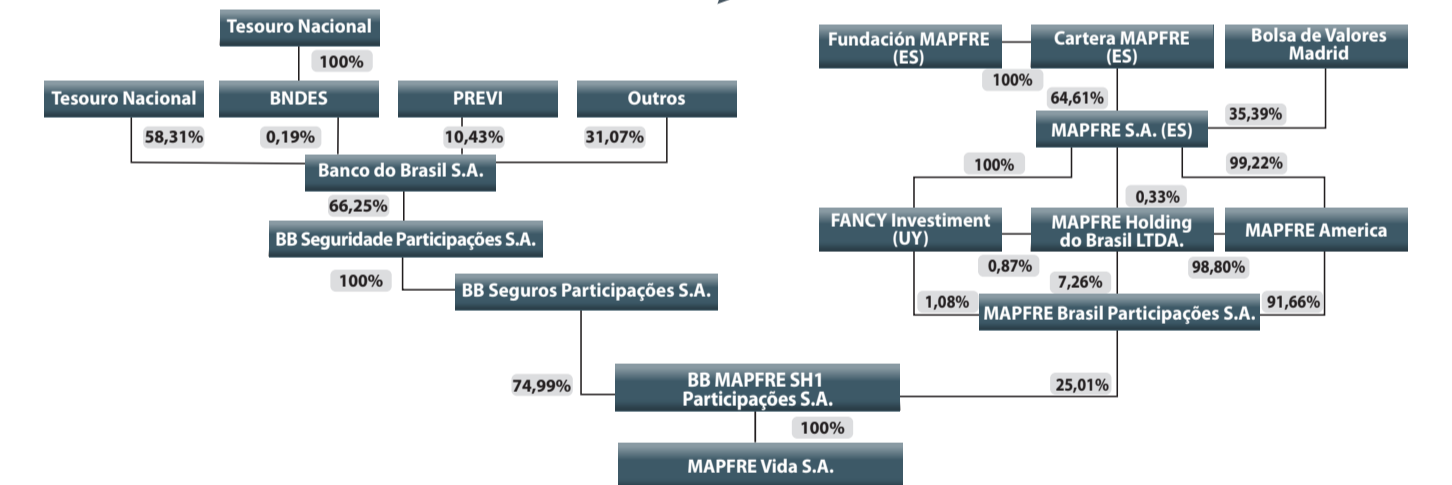 Tesouro Nacional
100%
Tesouro Nacional
BNDES
PREVI
Outros
58,31%
0,19%
10,43%
31,07%
Banco do Brasil S.A.
66,25%
BB Seguridade Participações S.A.
100%
BB Seguros Participações S.A.
74,99%
Fundación MAPFRE
(ES)
Cartera MAPFRE
(ES)
Bolsa de Valores
Madrid
100%
64,61%
35,39%
MAPFRE S.A. (ES)
100%
99,22%
0,33%
FANCY Investiment
(UY)
MAPFRE Holding
do Brasil LTDA.
MAPFRE America
0,87%
98,80%
7,26%
1,08%
91,66%
MAPFRE Brasil Participações S.A.
25,01%
BB MAPFRE SH1
Participações S.A.
100%
MAPFRE Vida S.A.